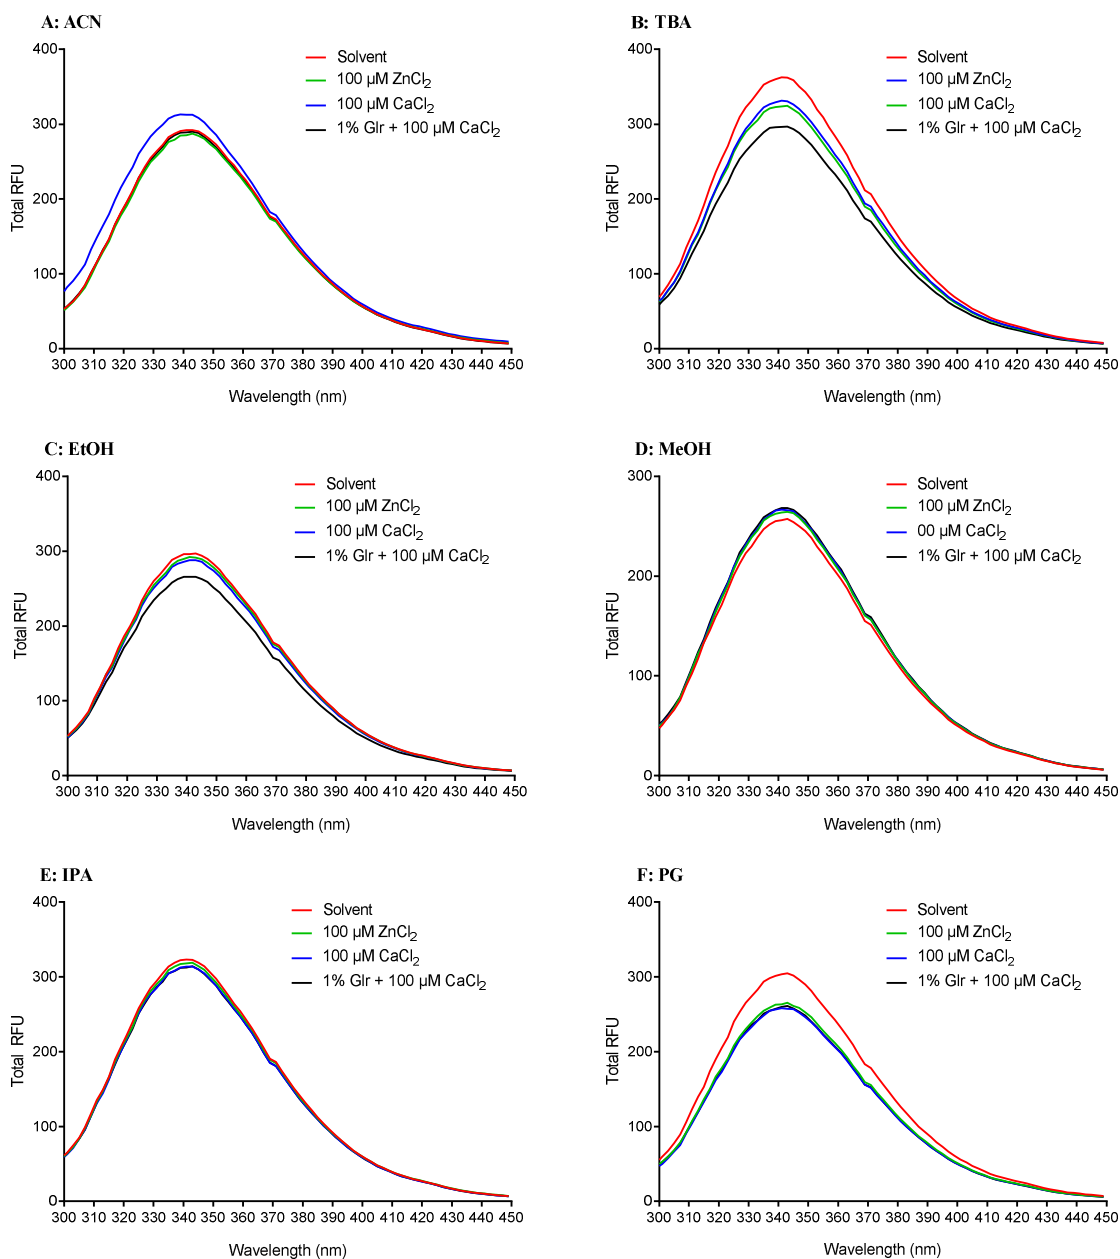 A: ACN
400
300
200
100
0
Total RFU
Solvent
100 µM ZnCl2
100 µM CaCl2
1% Glr + 100 µM CaCl2
300 310 320 330 340 350 360 370 380 390 400 410 420 430 440 450
Wavelength (nm)
B: TBA
400
300
200
100
0
Total RFU
Solvent
100 µM ZnCl2
100 µM CaCl2
1% Glr + 100 µM CaCl2
300 310 320 330 340 350 360 370 380 390 400 410 420 430 440 450
Wavelength (nm)
C: EtOH
400
300
200
100
0
Total RFU
Solvent
100 µM ZnCl2
100 µM CaCl2
1% Glr + 100 µM CaCl2
300 310 320 330 340 350 360 370 380 390 400 410 420 430 440 450
Wavelength (nm)
D: MeOH
300
200
100
0
Total RFU
Solvent
100 µM ZnCl2
00 µM CaCl2
1% Glr + 100 µM CaCl2
300 310 320 330 340 350 360 370 380 390 400 410 420 430 440 450
Wavelength (nm)
E: IPA
400
300
200
100
0
Total RFU
Solvent
100 µM ZnCl2
100 µM CaCl2
1% Glr + 100 µM CaCl2
300 310 320 330 340 350 360 370 380 390 400 410 420 430 440 450
Wavelength (nm)
F: PG
400
300
200
100
0
Total RFU
Solvent
100 µM ZnCl2
100 µM CaCl2
1% Glr + 100 µM CaCl2
300 310 320 330 340 350 360 370 380 390 400 410 420 430 440 450
Wavelength (nm)